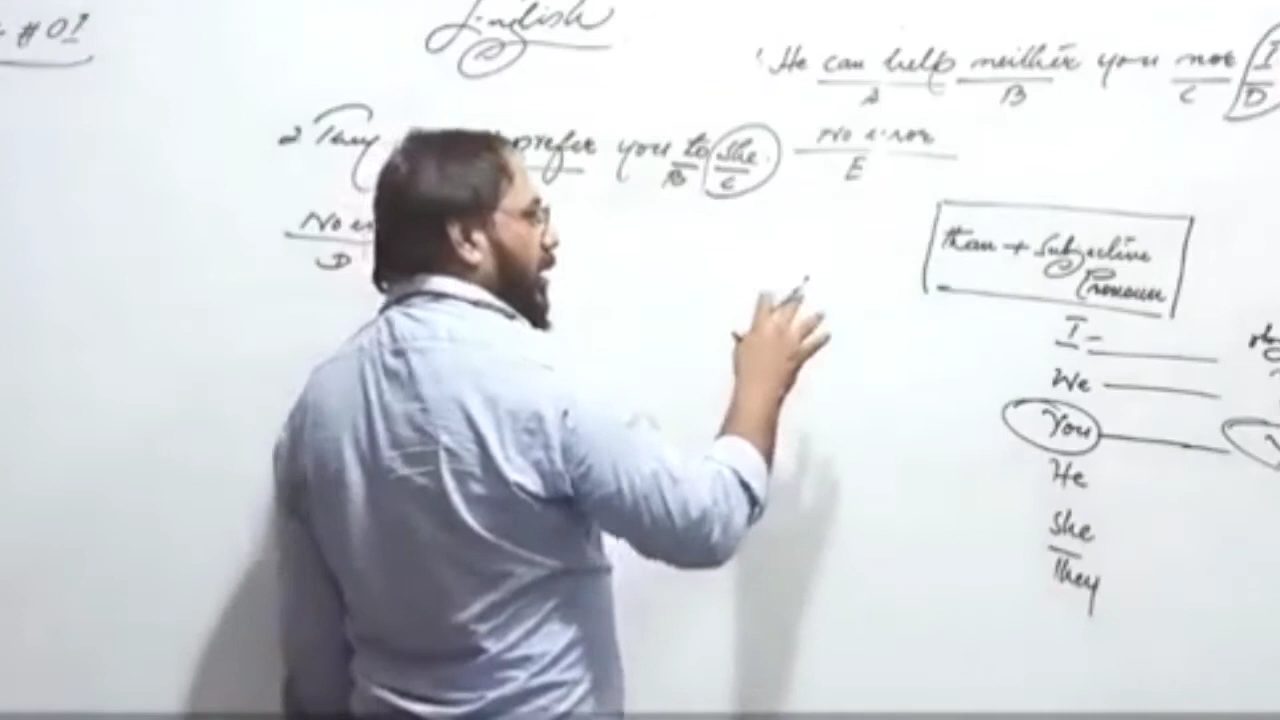 # 01
English
1 He can help neither you nor I
A B C D
2 They prefer you to she. No error
B C E
No
D
than + Subjective
Pronoun
I
We
You
He
She
They